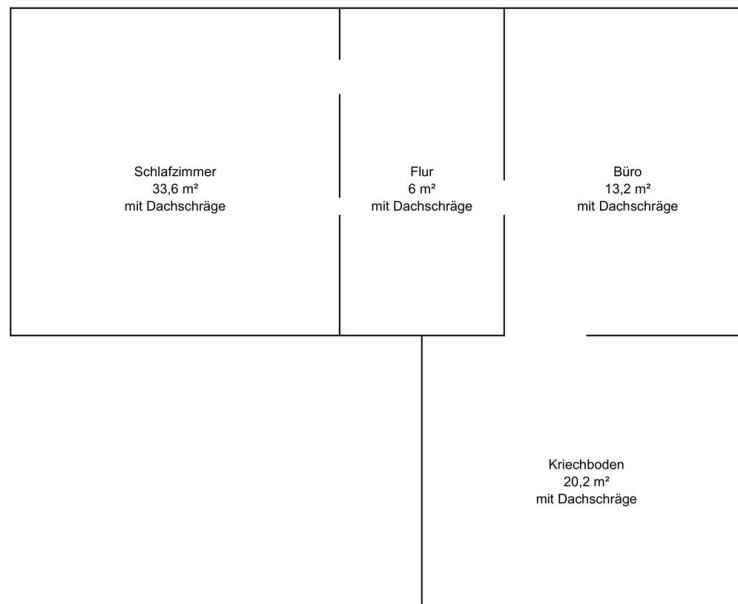 Schlafzimmer
33,6 m²
mit Dachschräge
Flur
6 m²
mit Dachschräge
Büro
13,2 m²
mit Dachschräge
Kriechboden
20,2 m²
mit Dachschräge